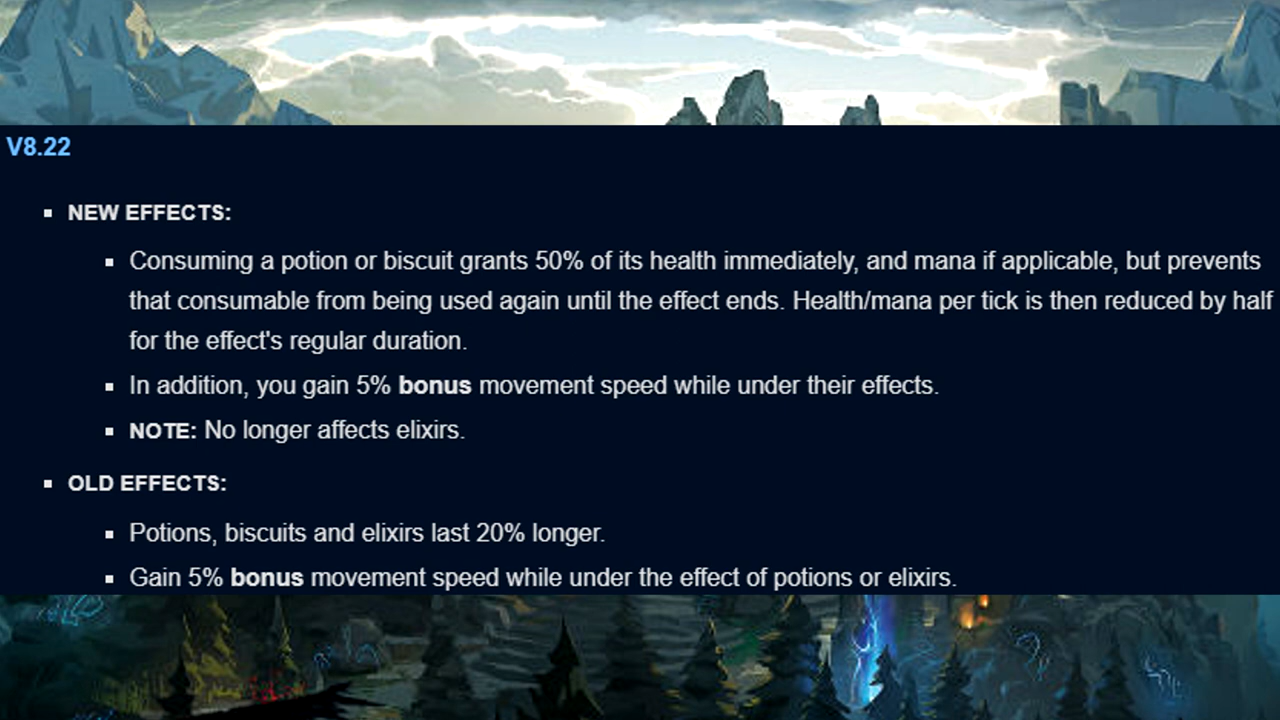 V8.22
NEW EFFECTS:
Consuming a potion or biscuit grants 50% of its health immediately, and mana if applicable, but prevents
that consumable from being used again until the effect ends. Health/mana per tick is then reduced by half
for the effect's regular duration.
In addition, you gain 5% bonus movement speed while under their effects.
NOTE: No longer affects elixirs.
OLD EFFECTS:
Potions, biscuits and elixirs last 20% longer.
Gain 5% bonus movement speed while under the effect of potions or elixirs.